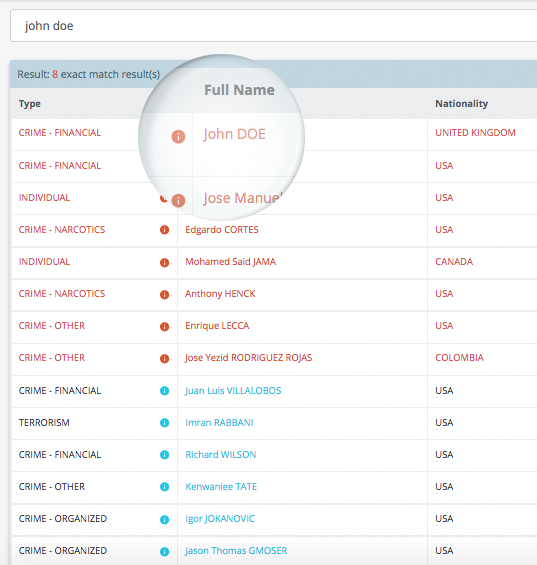 john doe
Result: 8 exact match result(s)
Type Full Name Nationality
CRIME - FINANCIAL John DOE UNITED KINGDOM
CRIME - FINANCIAL USA
INDIVIDUAL Jose Manuel USA
CRIME - NARCOTICS Edgardo CORTES USA
INDIVIDUAL Mohamed Said JAMA CANADA
CRIME - NARCOTICS Anthony HENCK USA
CRIME - OTHER Enrique LECCA USA
CRIME - OTHER Jose Yezid RODRIGUEZ ROJAS COLOMBIA
CRIME - FINANCIAL Juan Luis VILLALOBOS USA
TERRORISM Imran RABBANI USA
CRIME - FINANCIAL Richard WILSON USA
CRIME - OTHER Kenwaniee TATE USA
CRIME - ORGANIZED Igor JOKANOVIC USA
CRIME - ORGANIZED Jason Thomas GMOSER USA